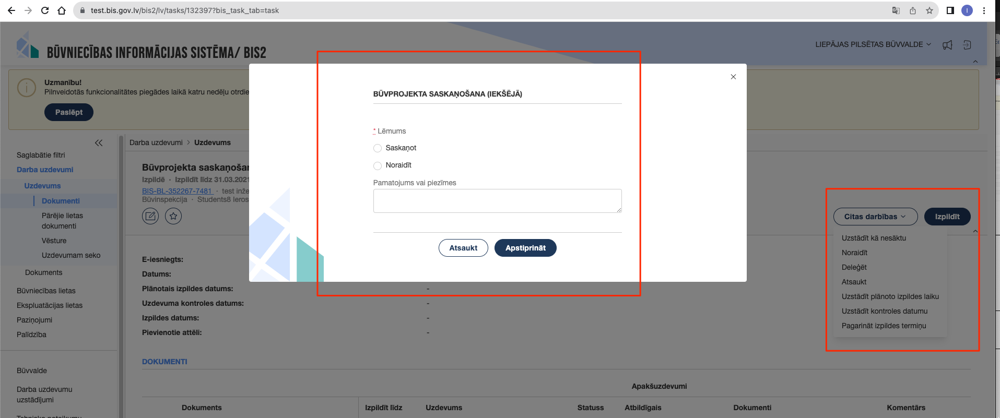 test.bis.gov.lv/bis2/lv/tasks/132397?bis_task_tab=task
I
BŪVNIECĪBAS INFORMĀCIJAS SISTĒMA/ BIS2
LIEPĀJAS PILSĒTAS BŪVVALDE
Uzmanību!
Pilnveidotās funkcionalitātes piegādes laikā katru nedēļu otrdie
Paslēpt
Saglabātie filtri
Darba uzdevumi
Uzdevums
Dokumenti
Pārējie lietas
dokumenti
Vēsture
Uzdevumam seko
Dokuments
Būvniecības lietas
Ekspluatācijas lietas
Paziņojumi
Palīdzība
Būvvalde
Darba uzdevumu
uzstādījumi
Darba uzdevumi > Uzdevums
Būvprojekta saskaņošan
Izpildē · Izpildīt līdz 31.03.2021
BIS-BL-352267-7481 · test inže
Būvinspekcija · Students8 Ieros
BŪVPROJEKTA SASKAŅOŠANA (IEKŠĒJĀ)
* Lēmums
Saskaņot
Noraidīt
Pamatojums vai piezīmes
Atsaukt Apstiprināt
Citas darbības Izpildīt
Uzstādīt kā nesāktu
Noraidīt
Deleģēt
Atsaukt
Uzstādīt plānoto izpildes laiku
Uzstādīt kontroles datumu
Pagarināt izpildes termiņu
E-iesniegts:
Datums:
Plānotais izpildes datums: -
Uzdevuma kontroles datums: -
Izpildes datums: -
Pievienotie attēli: -
DOKUMENTI
Apakšuzdevumi
Dokuments Izpildīt līdz Uzdevums Statuss Atbildīgais Dokumenti Komentārs